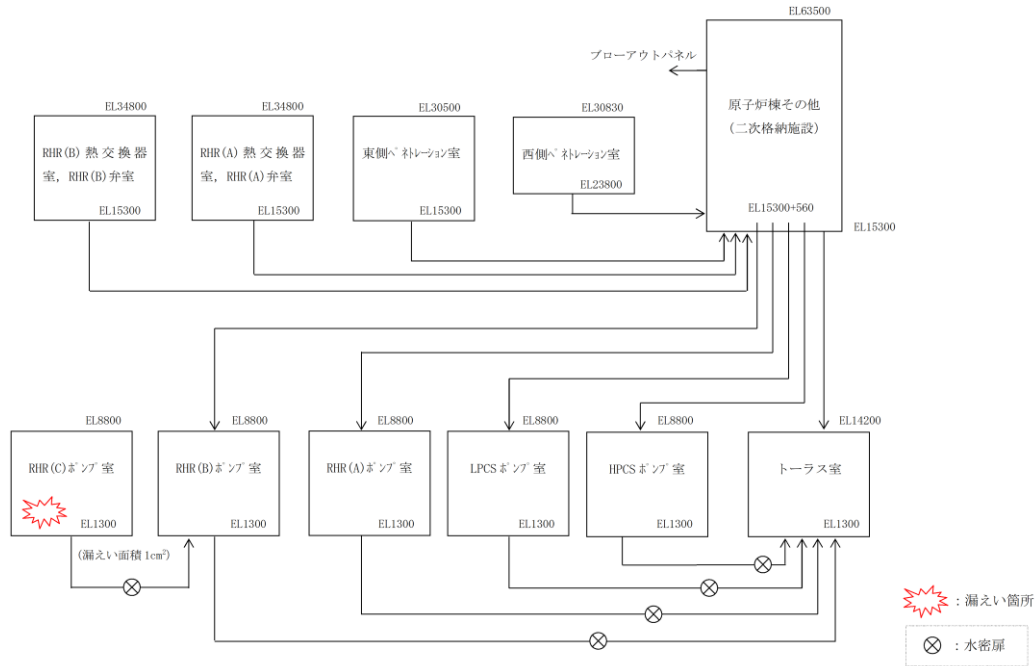 EL63500
ブローアウトパネル
原子炉棟その他
(二次格納施設)
EL15300+560
EL15300
EL34800
RHR(B) 熱交換器
室, RHR(B)弁室
EL15300
EL34800
RHR(A) 熱交換器
室, RHR(A)弁室
EL15300
EL30500
東側ペネトレーション室
EL15300
EL30830
西側ペネトレーション室
EL23800
EL8800
RHR(C)ポンプ室
EL1300
(漏えい面積 1cm²)
EL8800
RHR(B)ポンプ室
EL1300
EL8800
RHR(A)ポンプ室
EL1300
EL8800
LPCSポンプ室
EL1300
EL8800
HPCSポンプ室
EL1300
EL14200
トーラス室
EL1300
：漏えい箇所
：水密扉